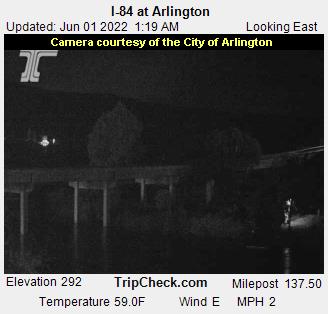 I-84 at Arlington
Updated: Jun 01 2022 1:19 AM Looking East
Camera courtesy of the City of Arlington
Elevation 292 TripCheck.com Milepost 137.50
Temperature 59.0F Wind E MPH 2